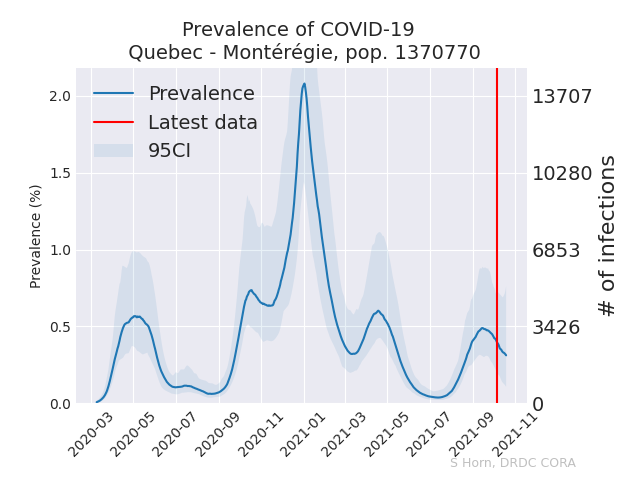 Prevalence of COVID-19
Quebec - Montérégie, pop. 1370770
Prevalence
Latest data
95CI
Prevalence (%)
2.0
1.5
1.0
0.5
0.0
13707
10280
6853
3426
0
# of infections
2020-03
2020-05
2020-07
2020-09
2020-11
2021-01
2021-03
2021-05
2021-07
2021-09
2021-11
S Horn, DRDC CORA